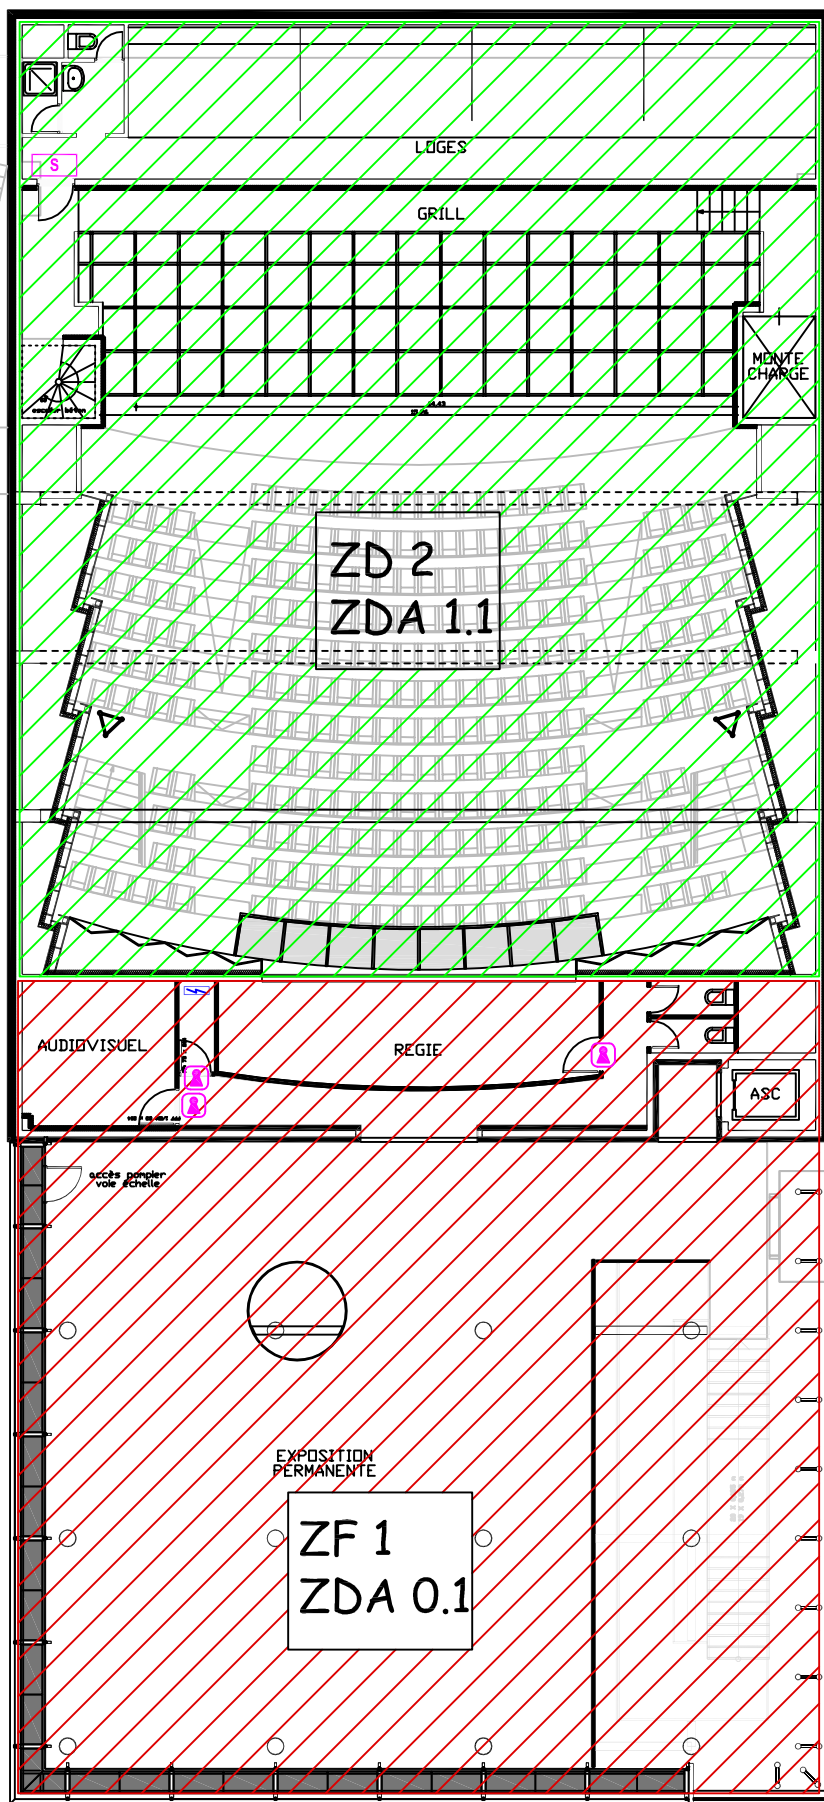 S
LOGES
GRILL
MONTE
CHARGE
ZD 2
ZDA 1.1
AUDIOVISUEL
REGIE
ASC
accès pompier
voie échelle
EXPOSITION
PERMANENTE
ZF 1
ZDA 0.1